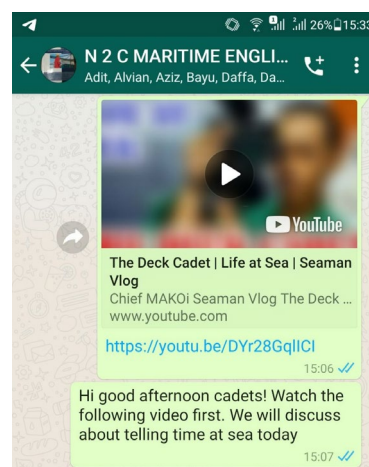 26% 15:33
N 2 C MARITIME ENGLI...
Adit, Alvian, Aziz, Bayu, Daffa, Da...
YouTube
The Deck Cadet | Life at Sea | Seaman
Vlog
Chief MAKOi Seaman Vlog The Deck ...
www.youtube.com
https://youtu.be/DYr28GqlICI
15:06
Hi good afternoon cadets! Watch the
following video first. We will discuss
about telling time at sea today
15:07